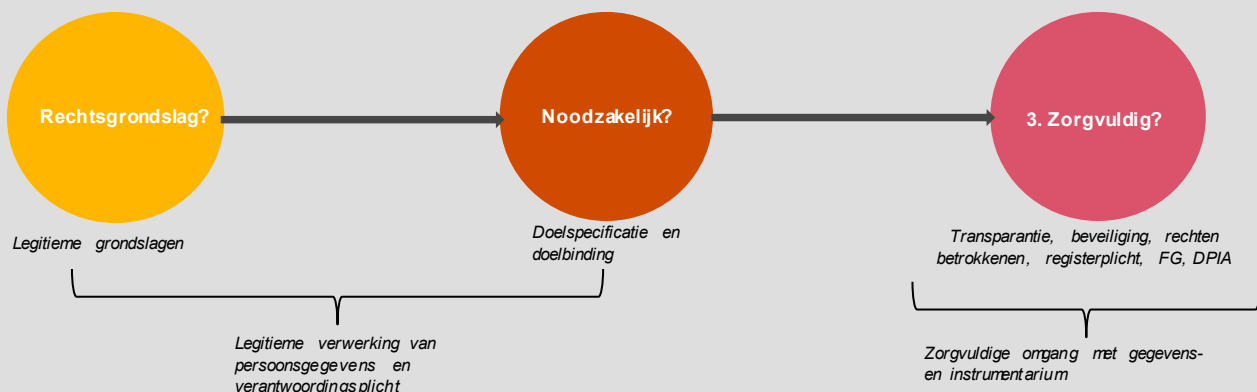 Rechtsgrondslag?
Noodzakelijk?
3. Zorgvuldig?
Legitieme grondslagen
Doelspecificatie en
doelbinding
Transparantie, beveiliging, rechten
betrokkenen, registerplicht, FG, DPIA
Legitieme verwerking van
persoonsgegevens en
verantwoordingsplicht
Zorgvuldige omgang met gegevens-
en instrumentarium